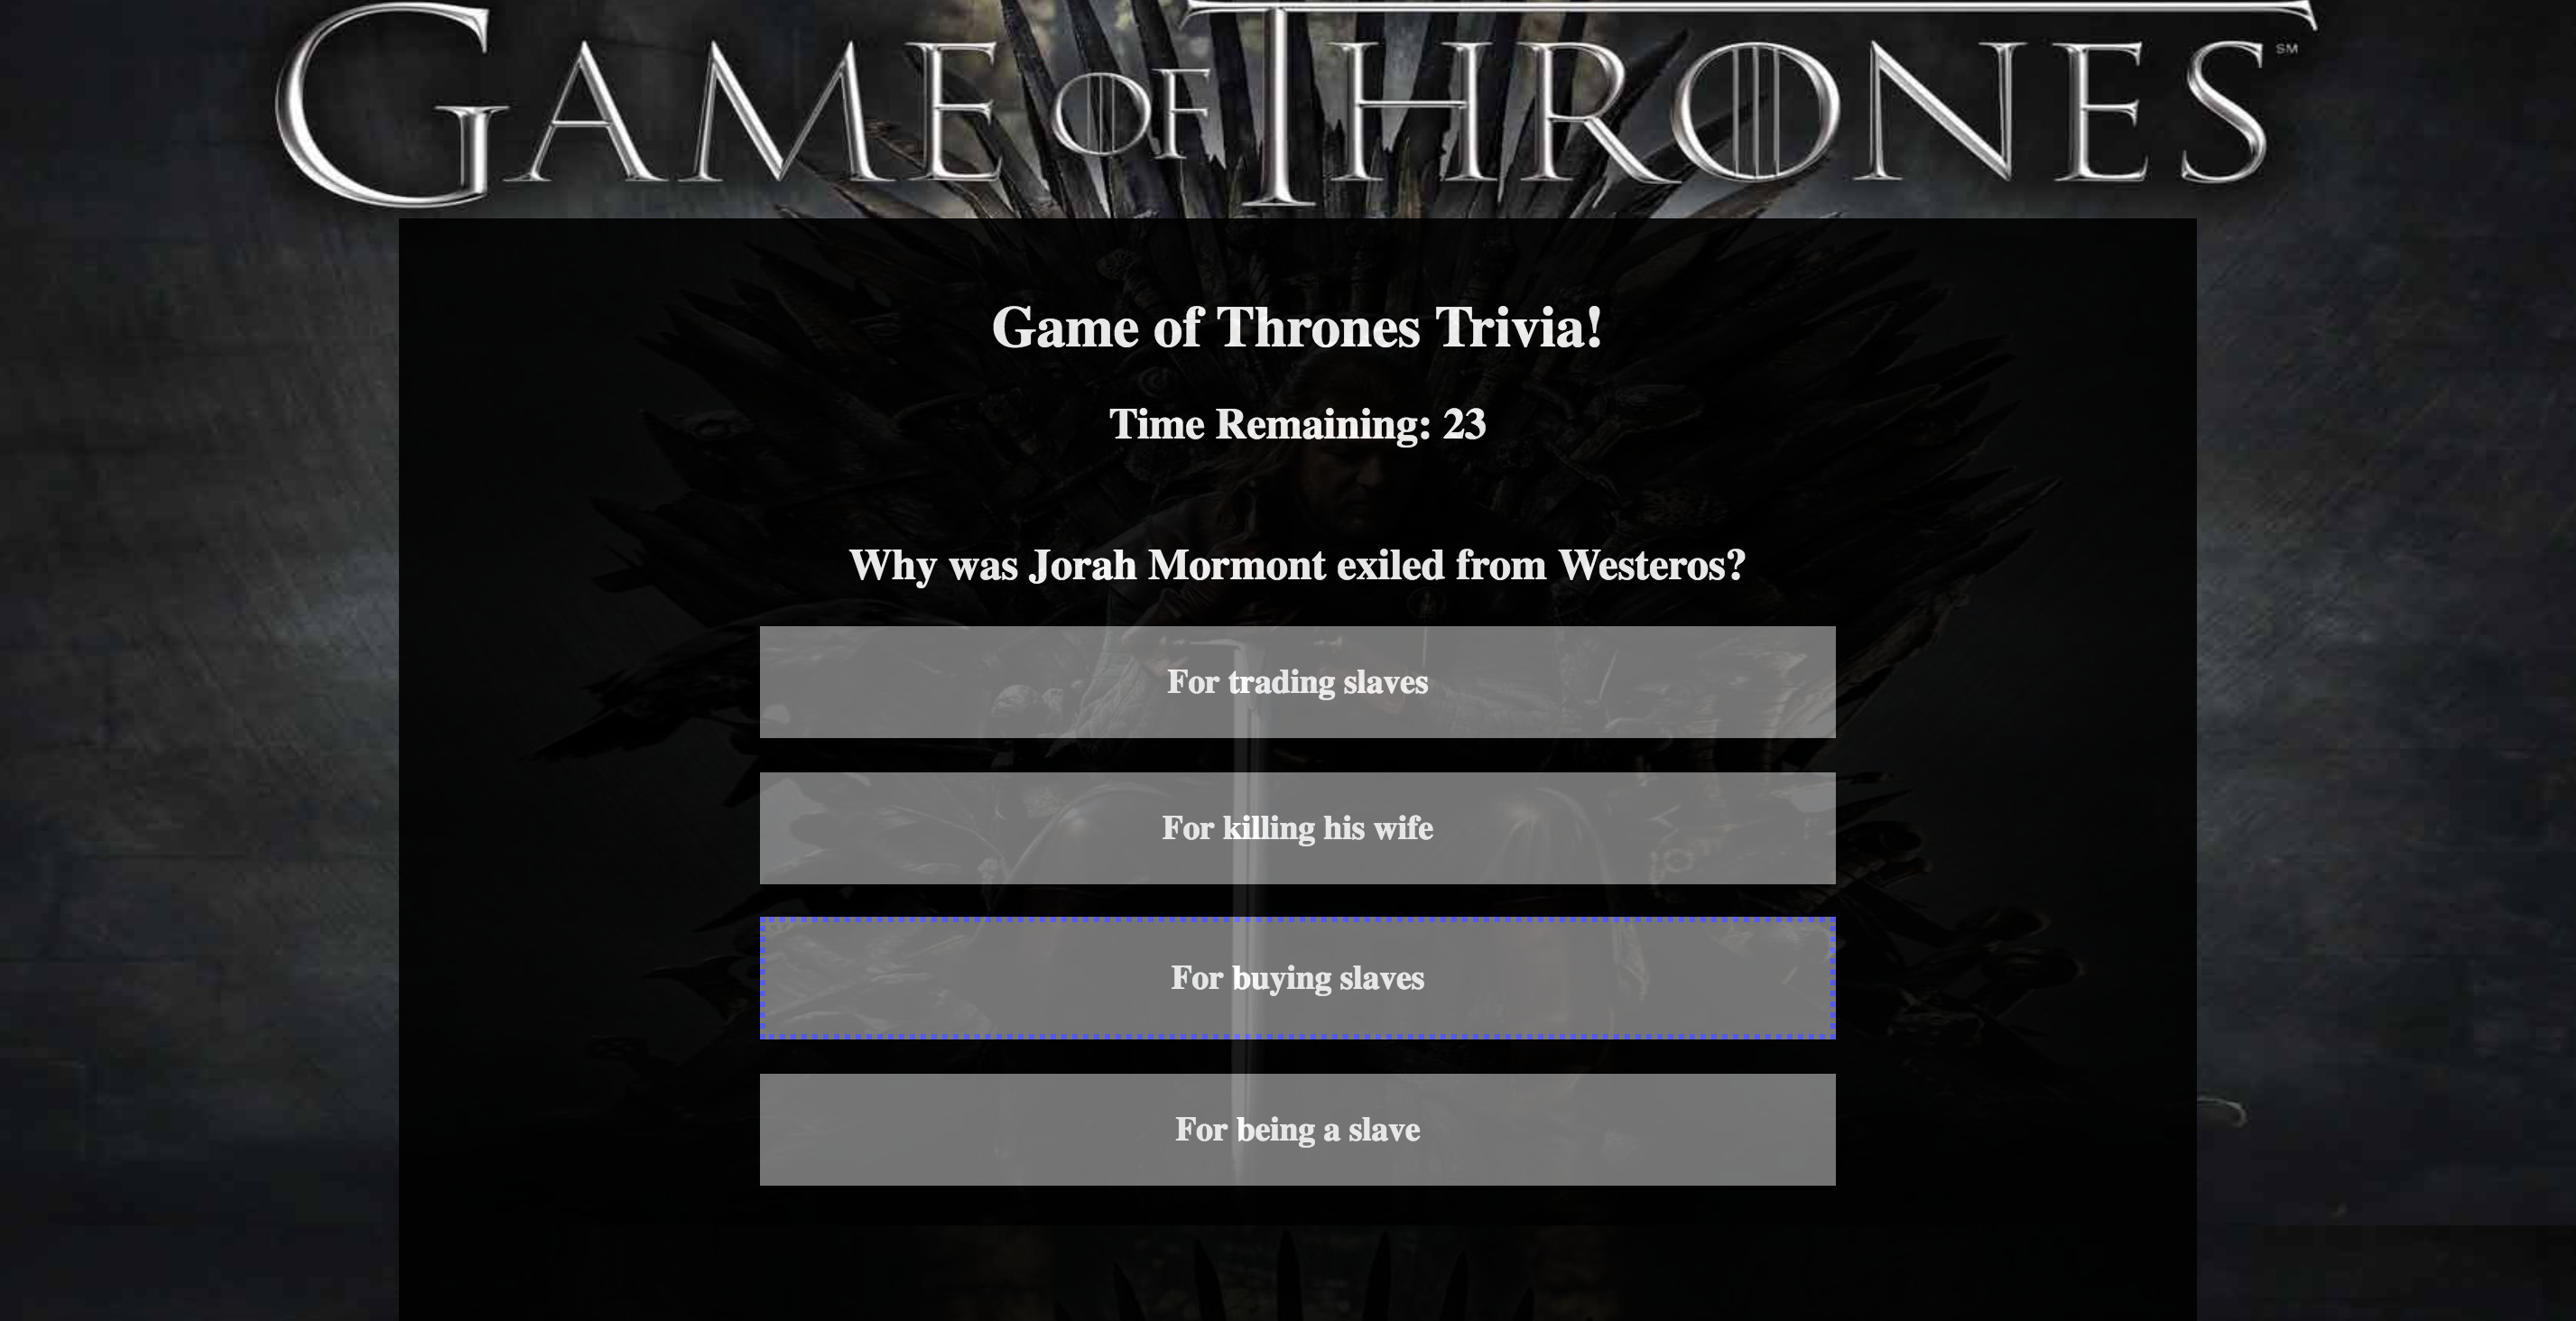 GAME OF THRONES SM
Game of Thrones Trivia!
Time Remaining: 23
Why was Jorah Mormont exiled from Westeros?
For trading slaves
For killing his wife
For buying slaves
For being a slave